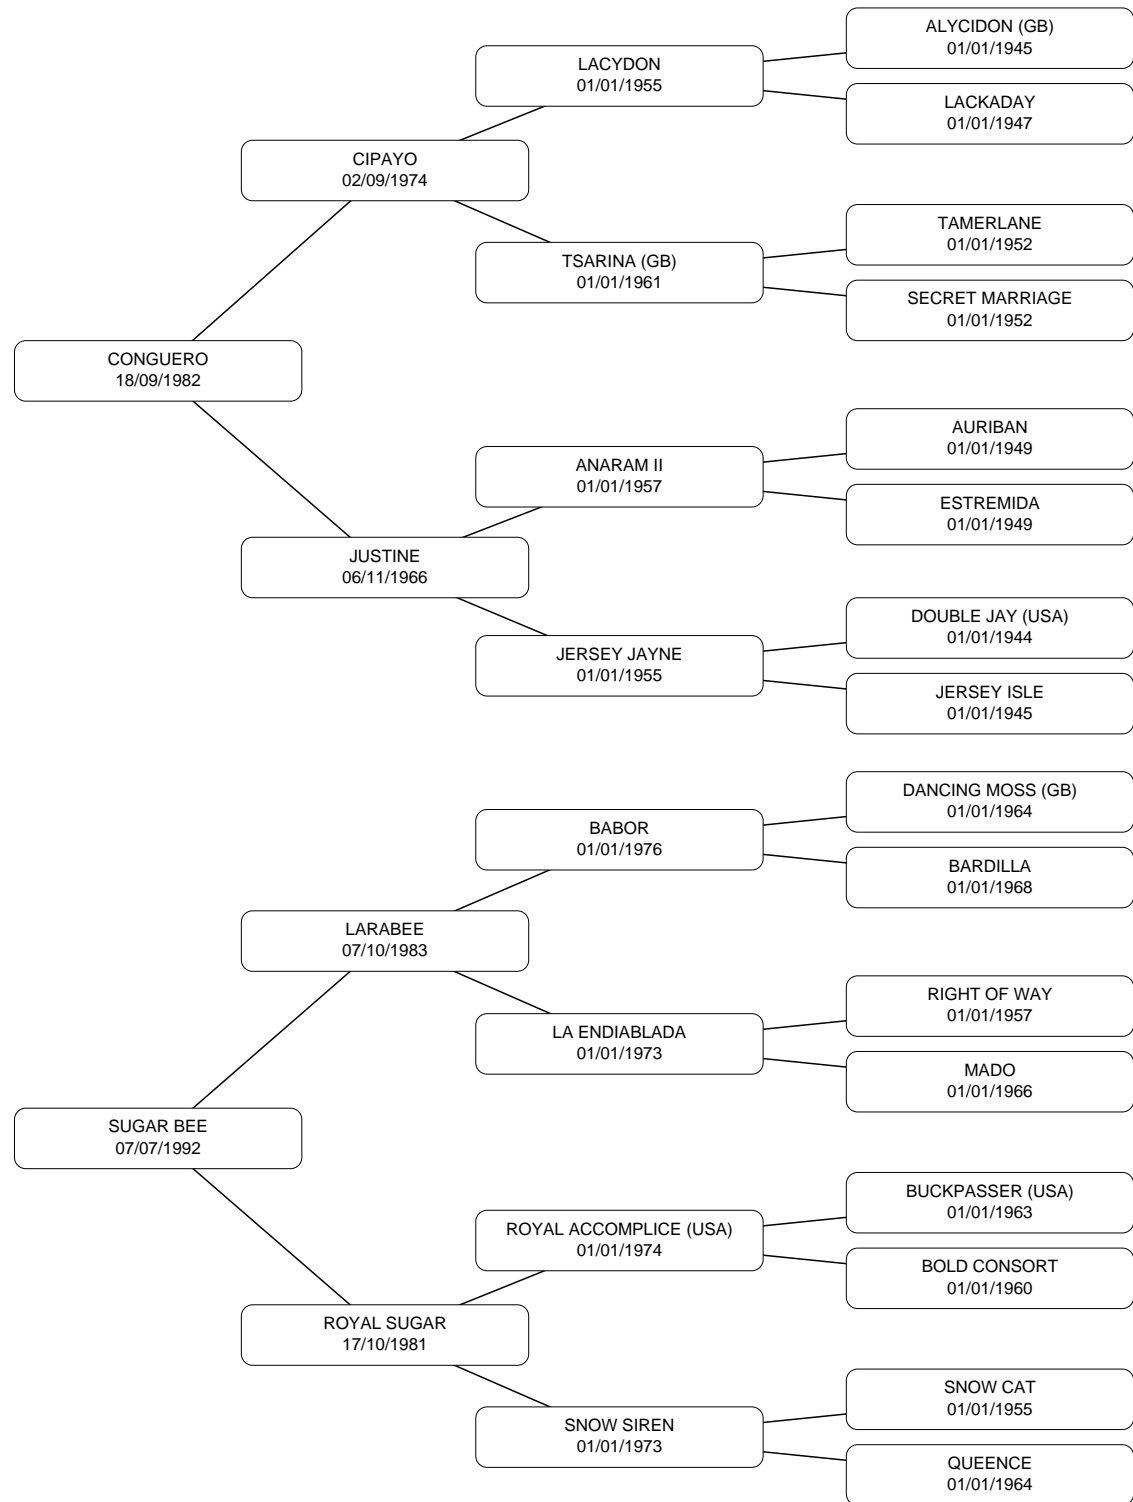 ALYCIDON (GB)
01/01/1945
LACYDON
01/01/1955
LACKADAY
01/01/1947
CIPAYO
02/09/1974
TAMERLANE
01/01/1952
TSARINA (GB)
01/01/1961
SECRET MARRIAGE
01/01/1952
CONGUERO
18/09/1982
AURIBAN
01/01/1949
ANARAM II
01/01/1957
ESTREMIDA
01/01/1949
JUSTINE
06/11/1966
DOUBLE JAY (USA)
01/01/1944
JERSEY JAYNE
01/01/1955
JERSEY ISLE
01/01/1945
DANCING MOSS (GB)
01/01/1964
BABOR
01/01/1976
BARDILLA
01/01/1968
LARABEE
07/10/1983
RIGHT OF WAY
01/01/1957
LA ENDIABLADA
01/01/1973
MADO
01/01/1966
SUGAR BEE
07/07/1992
BUCKPASSER (USA)
01/01/1963
ROYAL ACCOMPLICE (USA)
01/01/1974
BOLD CONSORT
01/01/1960
ROYAL SUGAR
17/10/1981
SNOW CAT
01/01/1955
SNOW SIREN
01/01/1973
QUEENCE
01/01/1964